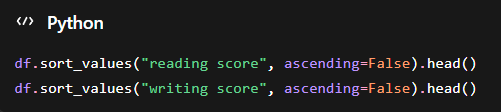 Python
df.sort_values("reading score", ascending=False).head()
df.sort_values("writing score", ascending=False).head()